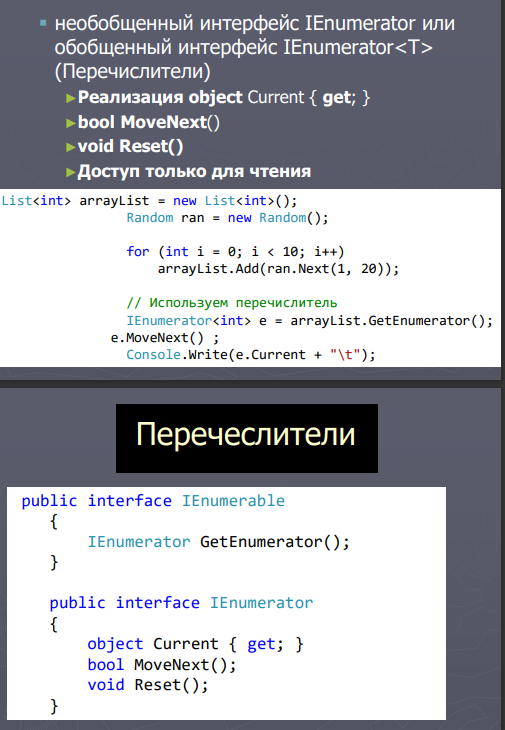 необобщенный интерфейс IEnumerator или
обобщенный интерфейс IEnumerator<T>
(Перечислители)
Реализация object Current { get; }
bool MoveNext()
void Reset()
Доступ только для чтения
List<int> arrayList = new List<int>();
Random ran = new Random();
for (int i = 0; i < 10; i++)
arrayList.Add(ran.Next(1, 20));
// Используем перечислитель
IEnumerator<int> e = arrayList.GetEnumerator();
e.MoveNext() ;
Console.Write(e.Current + "\t");
Перечеслители
public interface IEnumerable
{
IEnumerator GetEnumerator();
}
public interface IEnumerator
{
object Current { get; }
bool MoveNext();
void Reset();
}